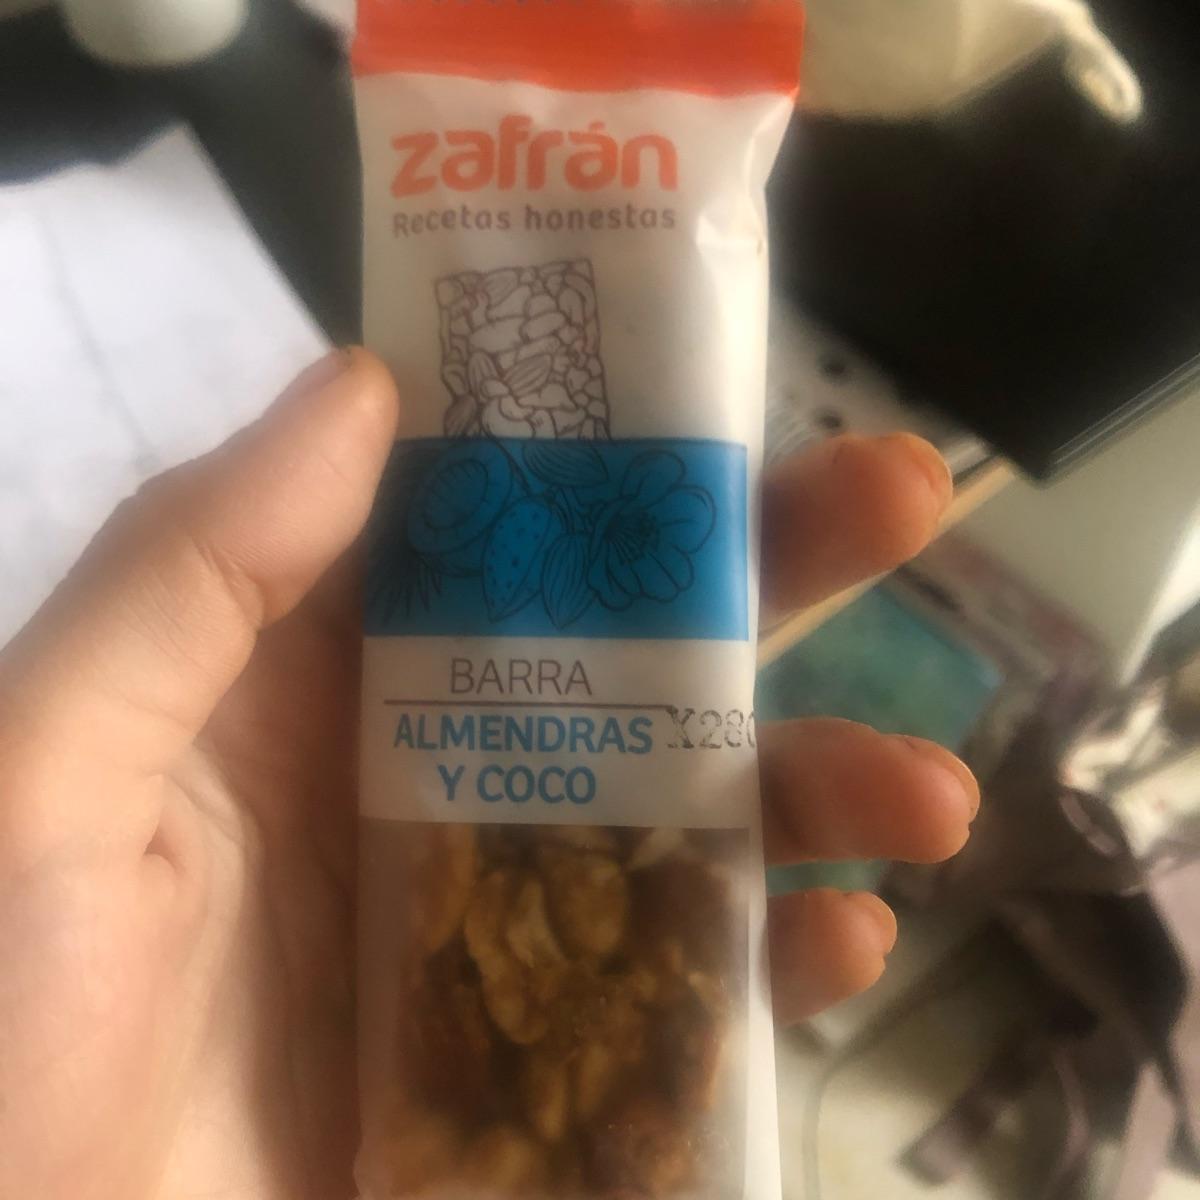 zafrán
Recetas honestas
BARRA
ALMENDRAS
Y COCO